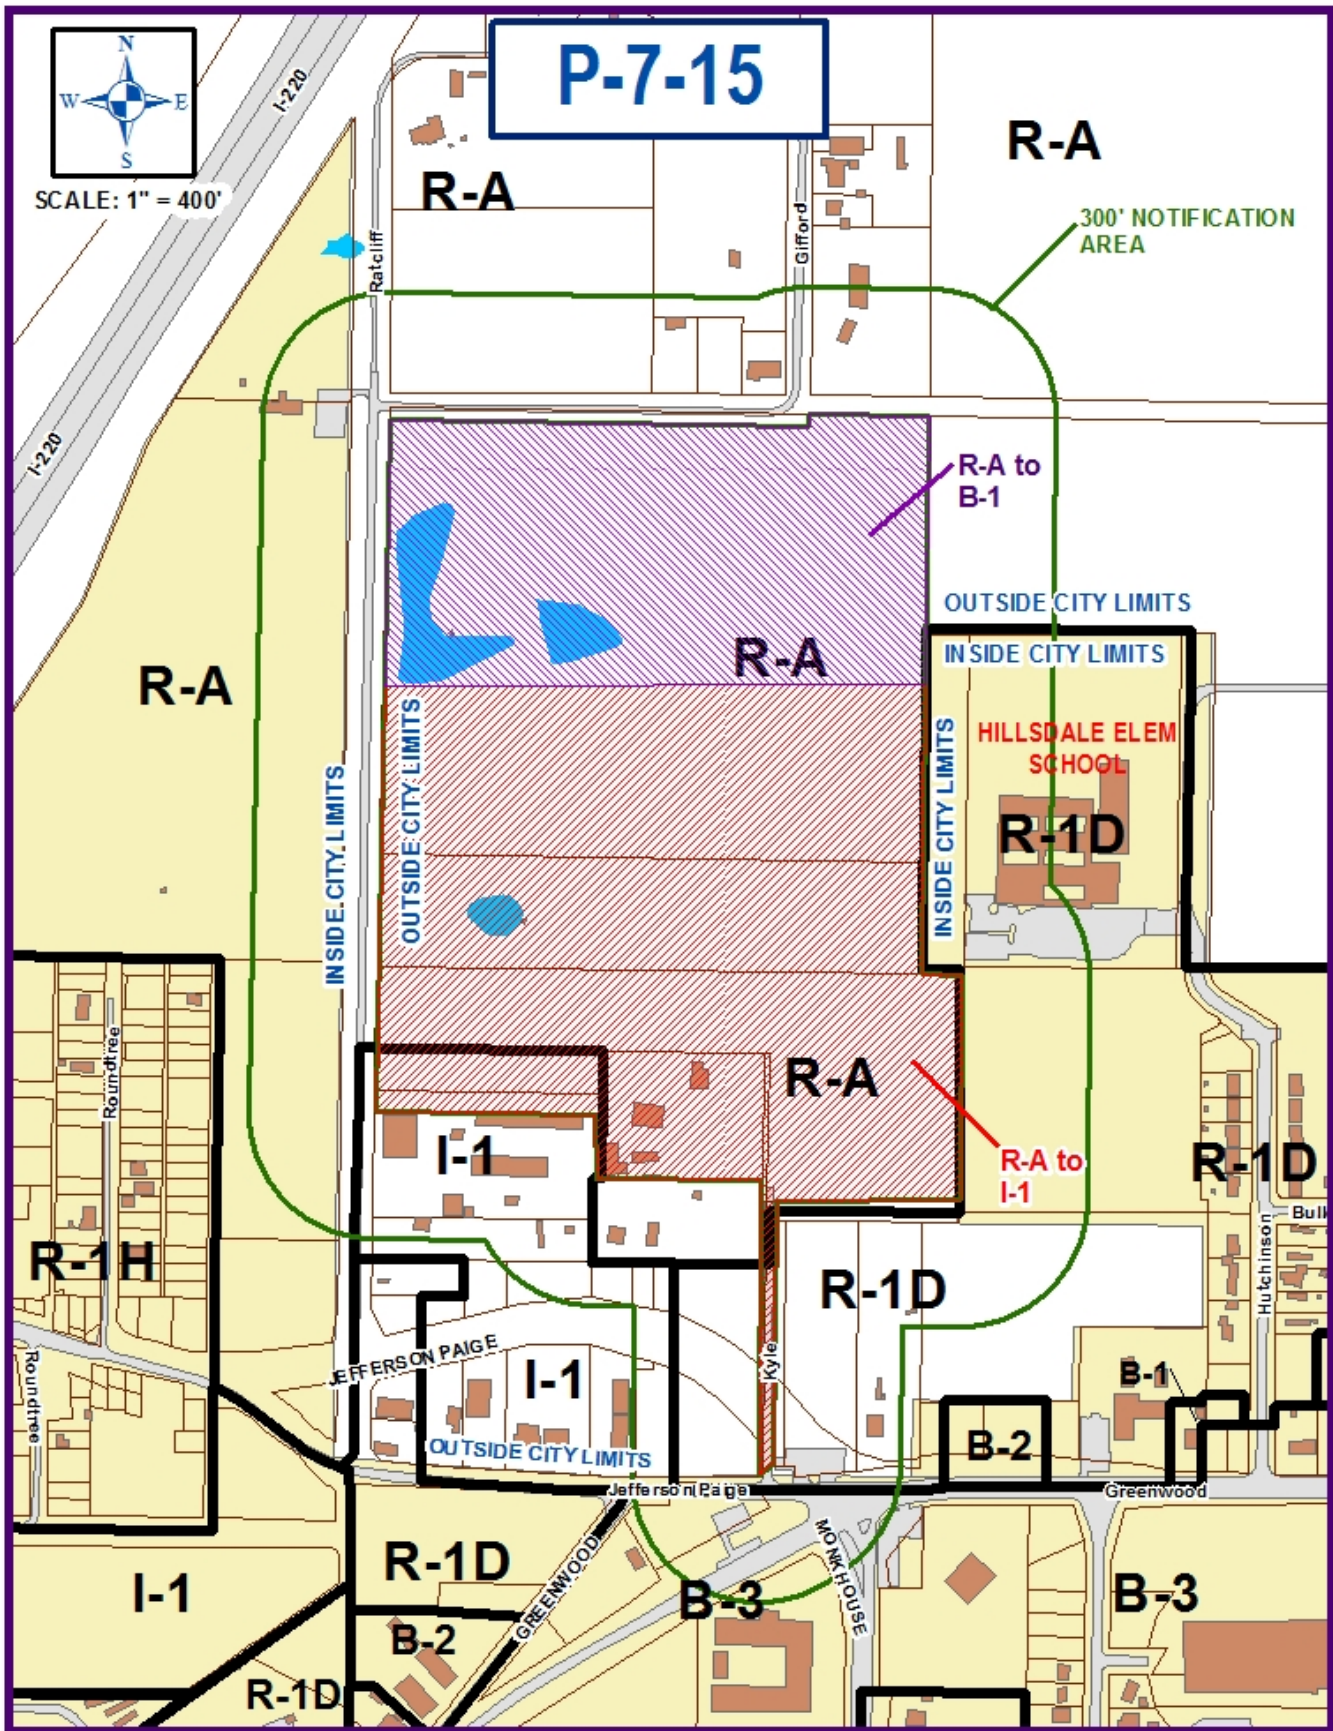 P-7-15
N
W
E
S
SCALE: 1" = 400'
I-220
R-A
R-A
300' NOTIFICATION
AREA
Ratcliff
Gifford
I-220
R-A to
B-1
OUTSIDE CITY LIMITS
INSIDE CITY LIMITS
R-A
R-A
HILLSDALE ELEM
SCHOOL
R-1D
INSIDE CITY LIMITS
OUTSIDE CITY LIMITS
INSIDE CITY LIMITS
Roundtree
R-A
I-1
R-A to
I-1
R-1D
Bulk
Hutchinson
R-1H
R-1D
JEFFERSON PAIGE
Kyle
I-1
B-1
Roundtree
B-2
OUTSIDE CITY LIMITS
Jefferson Paige
Greenwood
MONKHOUSE
GREENWOOD
R-1D
I-1
B-3
B-3
B-2
R-1D